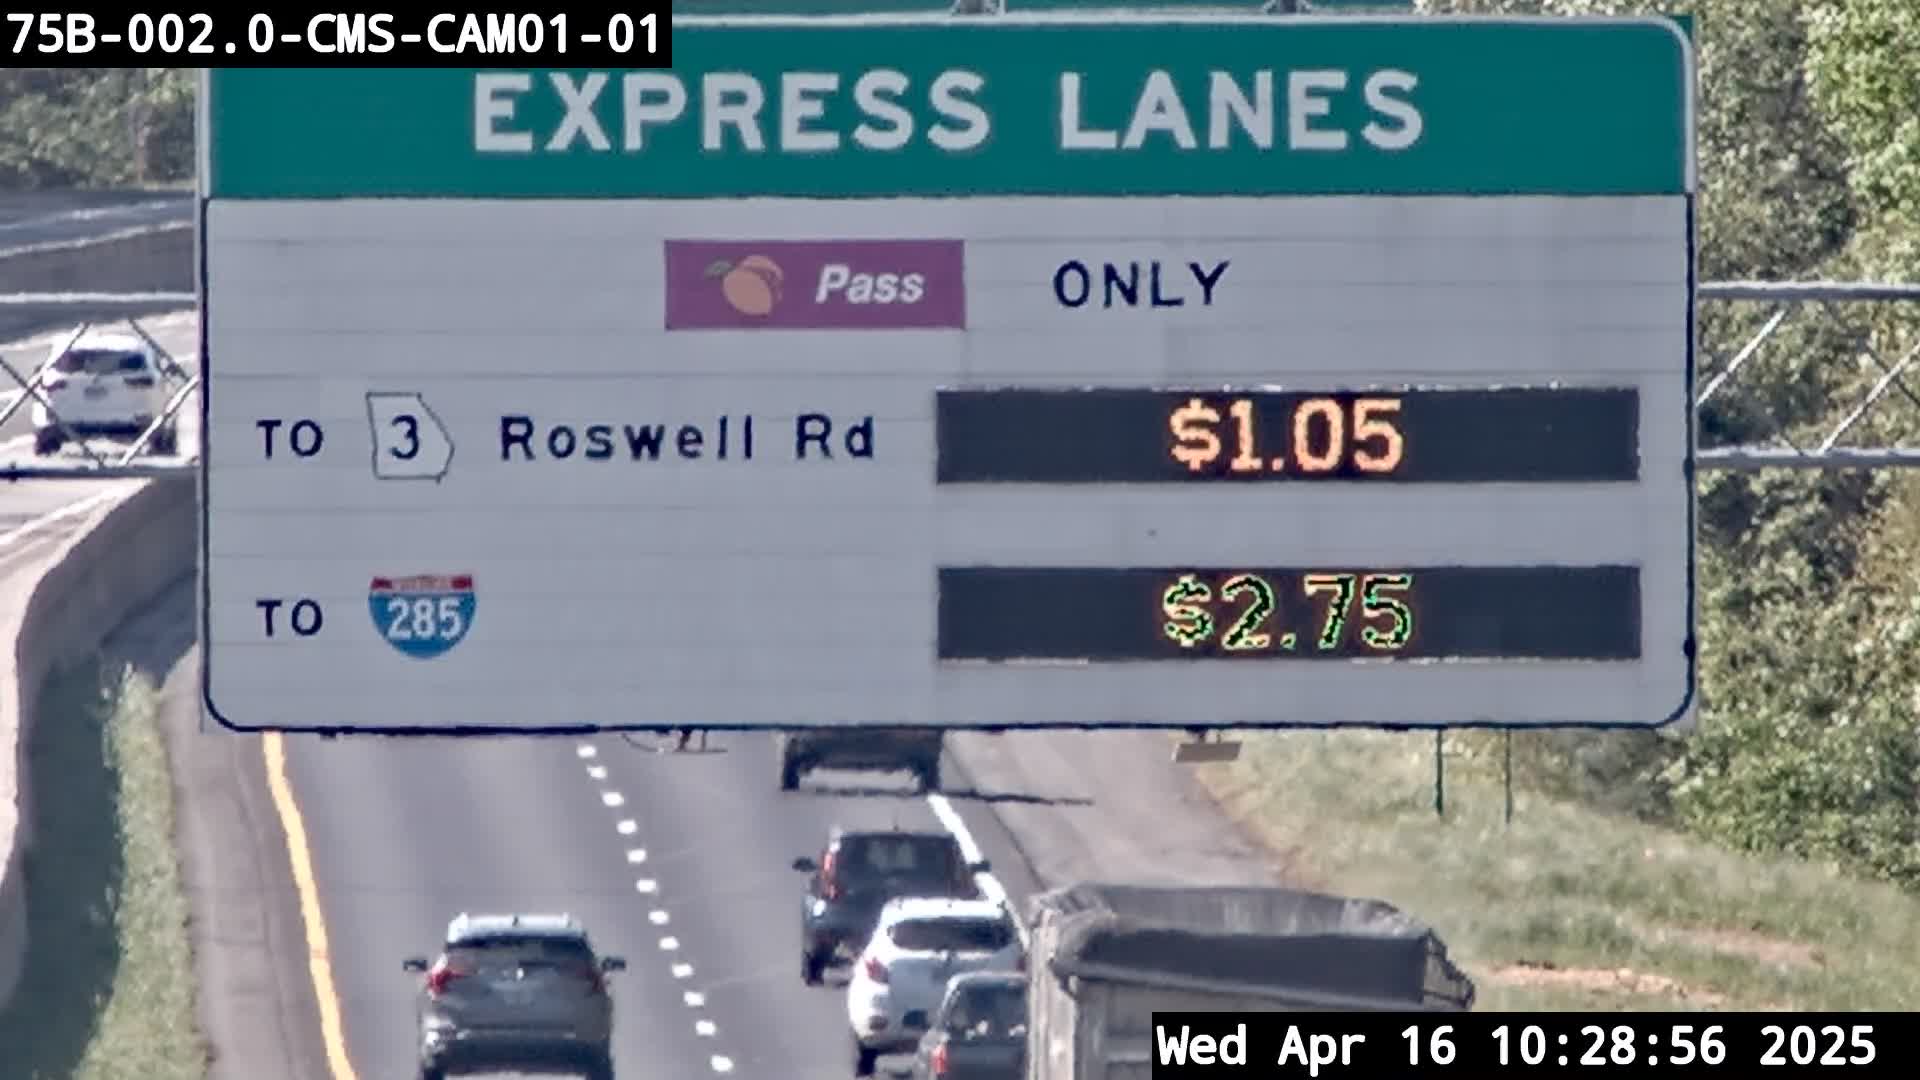 75B-002.0-CMS-CAM01-01
EXPRESS LANES
Pass ONLY
TO 3 Roswell Rd $1.05
TO 285 $2.75
Wed Apr 16 10:28:56 2025